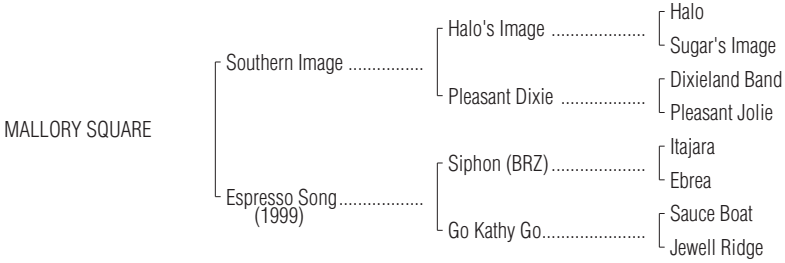 Halo
Halo's Image ....................
Sugar's Image
Southern Image ................
Dixieland Band
Pleasant Dixie ..................
Pleasant Jolie
MALLORY SQUARE
Itajara
Siphon (BRZ)....................
Ebrea
Espresso Song..................
(1999)
Sauce Boat
Go Kathy Go......................
Jewell Ridge